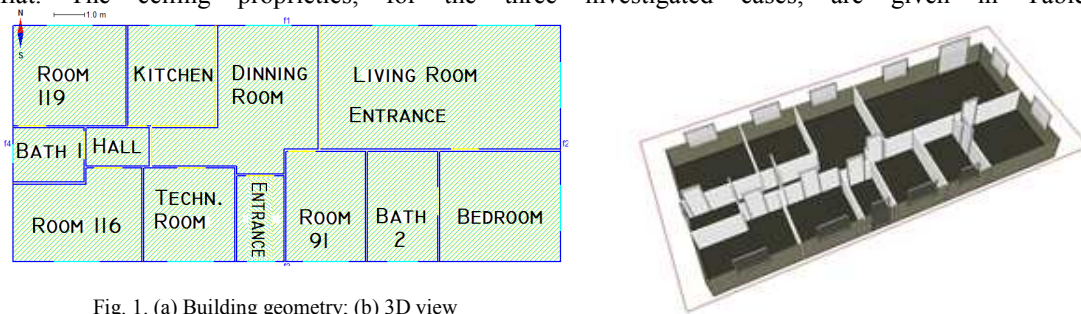 flat. The ceiling proprieties, for the three investigated cases, are given in Table
N
1.0 m
S
f1
ROOM
119
KITCHEN
DINNING
ROOM
LIVING ROOM
ENTRANCE
f4
BATH 1
HALL
f2
ROOM 116
TECHN.
ROOM
ENTRANCE
ROOM
91
BATH
2
BEDROOM
Fig. 1. (a) Building geometry; (b) 3D view